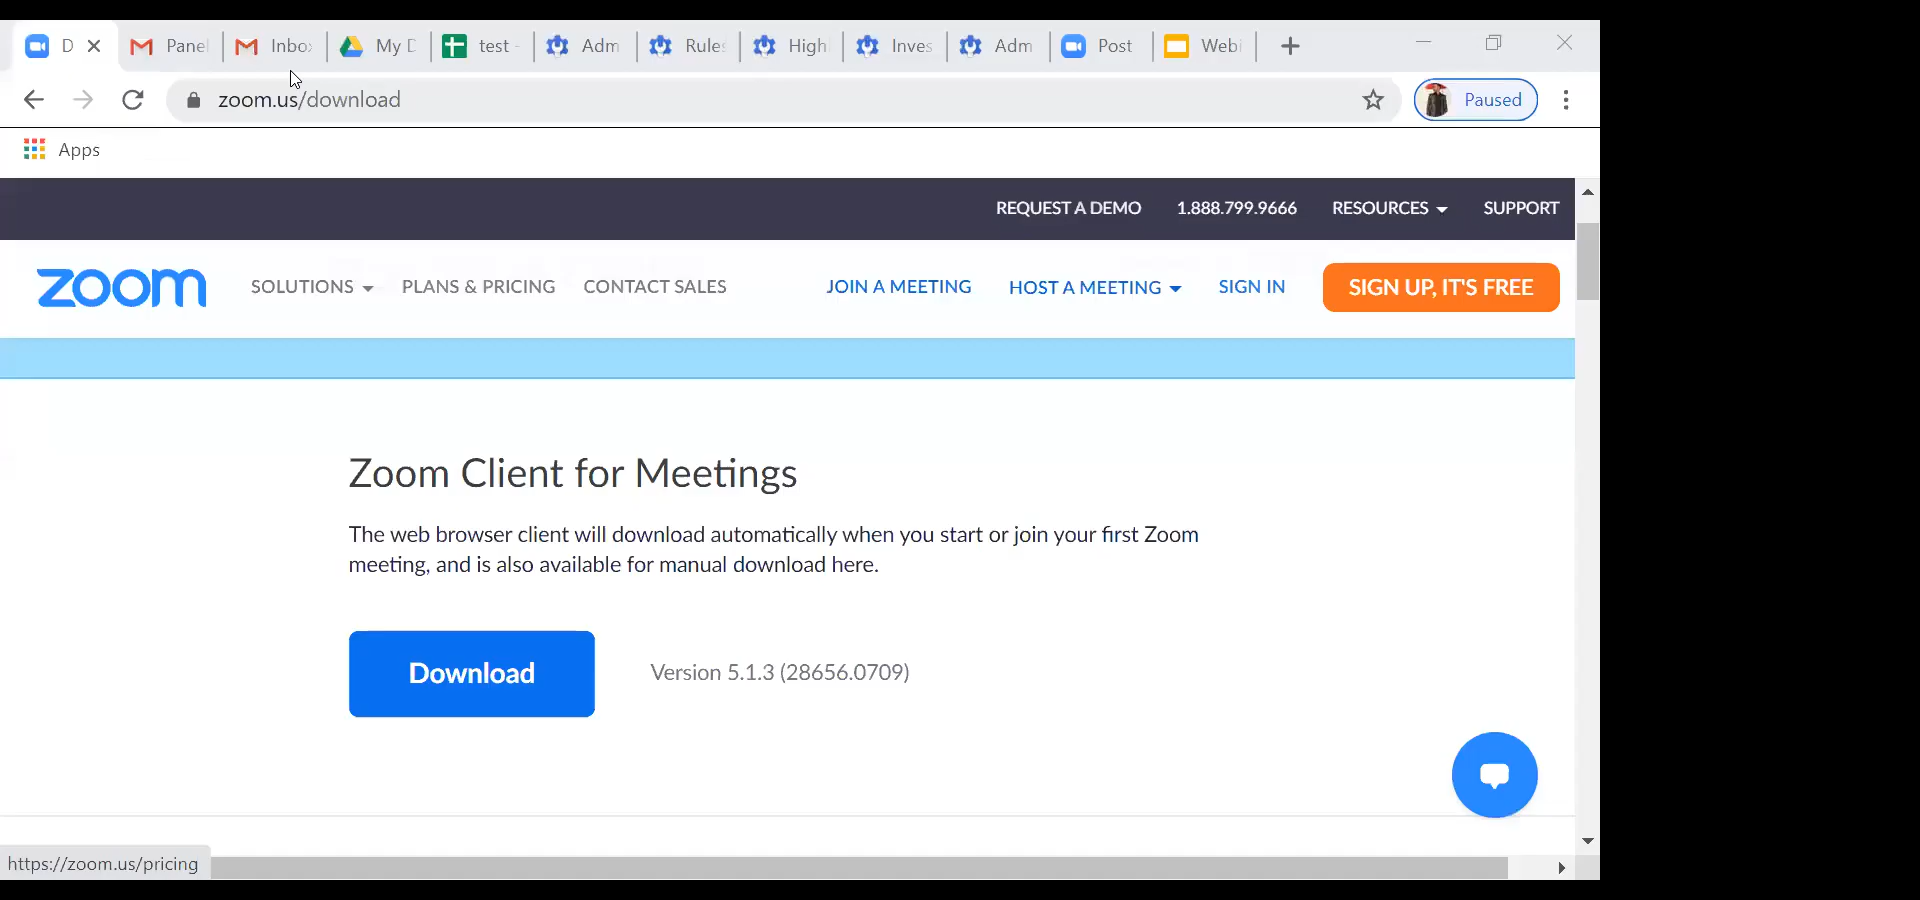 D Panel Inbo My D test - Adm Rules High Inves Adm Post Webi
zoom.us/download Paused
Apps
REQUEST A DEMO 1.888.799.9666 RESOURCES SUPPORT
zoom SOLUTIONS PLANS & PRICING CONTACT SALES JOIN A MEETING HOST A MEETING SIGN IN SIGN UP, IT'S FREE
Zoom Client for Meetings
The web browser client will download automatically when you start or join your first Zoom
meeting, and is also available for manual download here.
Download Version 5.1.3 (28656.0709)
https://zoom.us/pricing